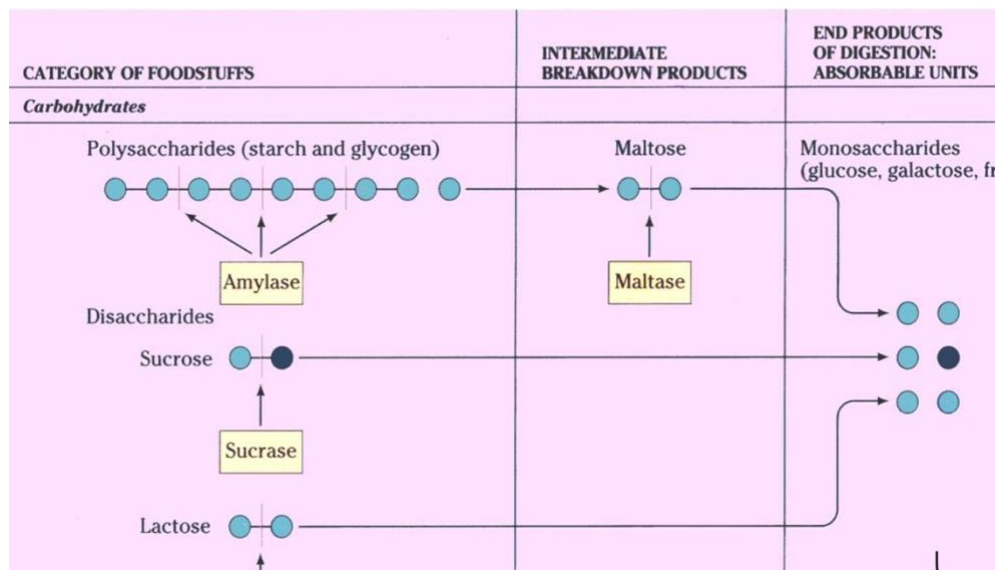 CATEGORY OF FOODSTUFFS
INTERMEDIATE
BREAKDOWN PRODUCTS
END PRODUCTS
OF DIGESTION:
ABSORBABLE UNITS
Carbohydrates
Polysaccharides (starch and glycogen)
Maltose
Monosaccharides
(glucose, galactose,
Amylase
Maltase
Disaccharides
Sucrose
Sucrase
Lactose